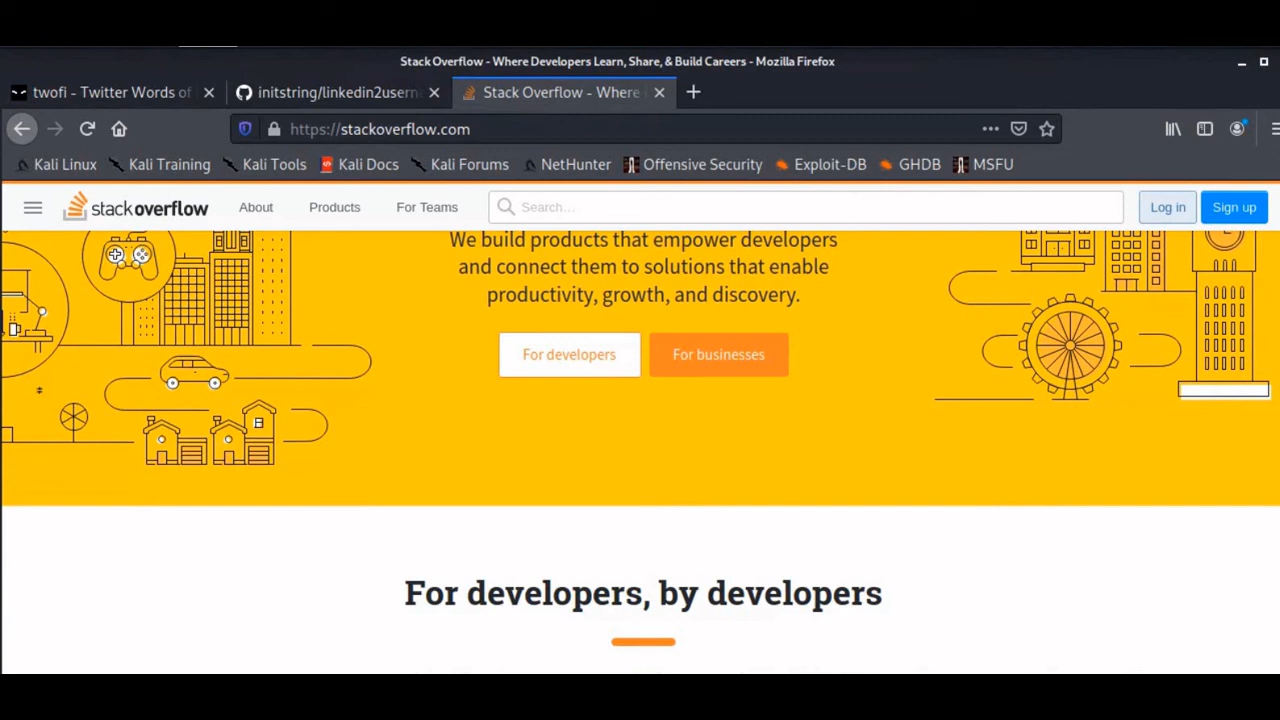 Stack Overflow - Where Developers Learn, Share, & Build Careers - Mozilla Firefox
twofi - Twitter Words of
initstring/linkedin2usern
Stack Overflow - Where
https://stackoverflow.com
Kali Linux Kali Training Kali Tools Kali Docs Kali Forums NetHunter Offensive Security Exploit-DB GHDB MSFU
stackoverflow About Products For Teams Search… Log in Sign up
We build products that empower developers
and connect them to solutions that enable
productivity, growth, and discovery.
For developers For businesses
For developers, by developers